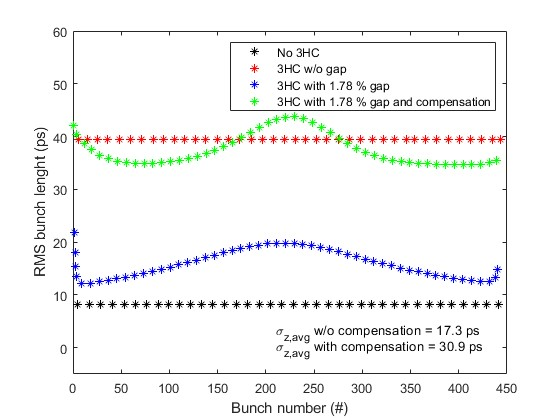 60
50
40
30
20
10
0
RMS bunch lenght (ps)
No 3HC
3HC w/o gap
3HC with 1.78 % gap
3HC with 1.78 % gap and compensation
σz,avg w/o compensation = 17.3 ps
σz,avg with compensation = 30.9 ps
0 50 100 150 200 250 300 350 400 450
Bunch number (#)